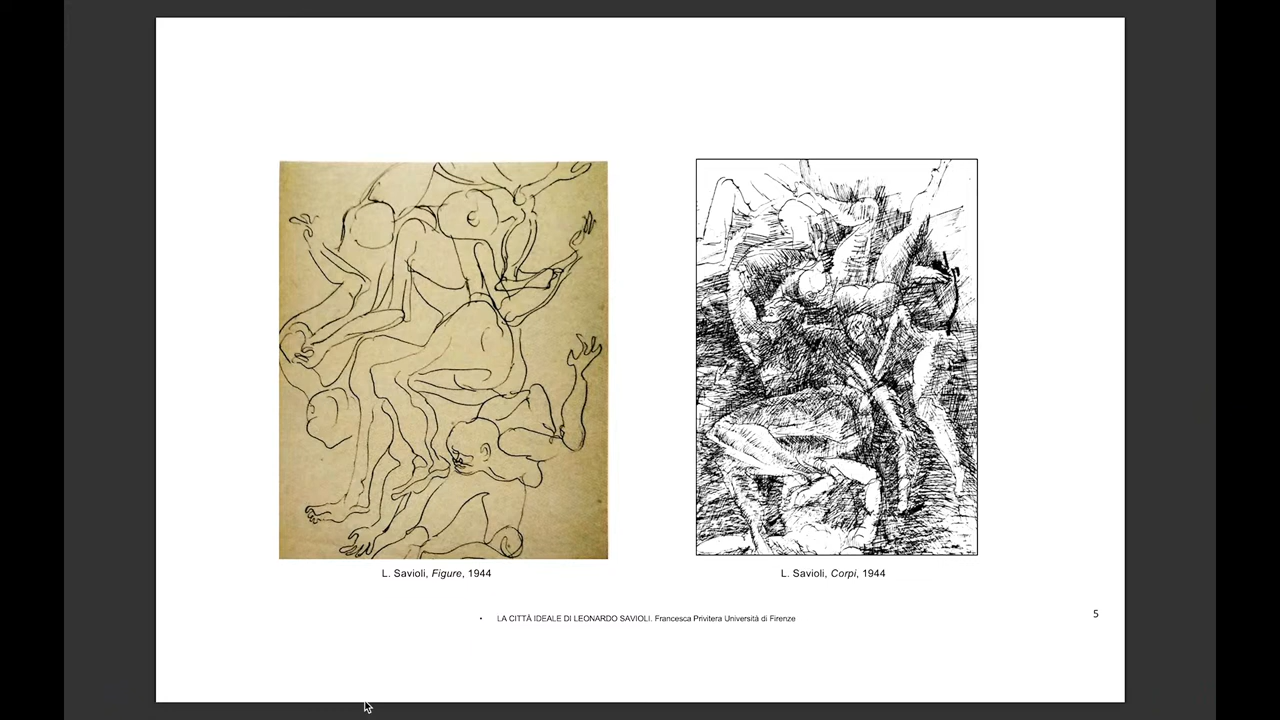 L. Savioli, Figure, 1944
L. Savioli, Corpi, 1944
• LA CITTÀ IDEALE DI LEONARDO SAVIOLI. Francesca Privitera Università di Firenze
5